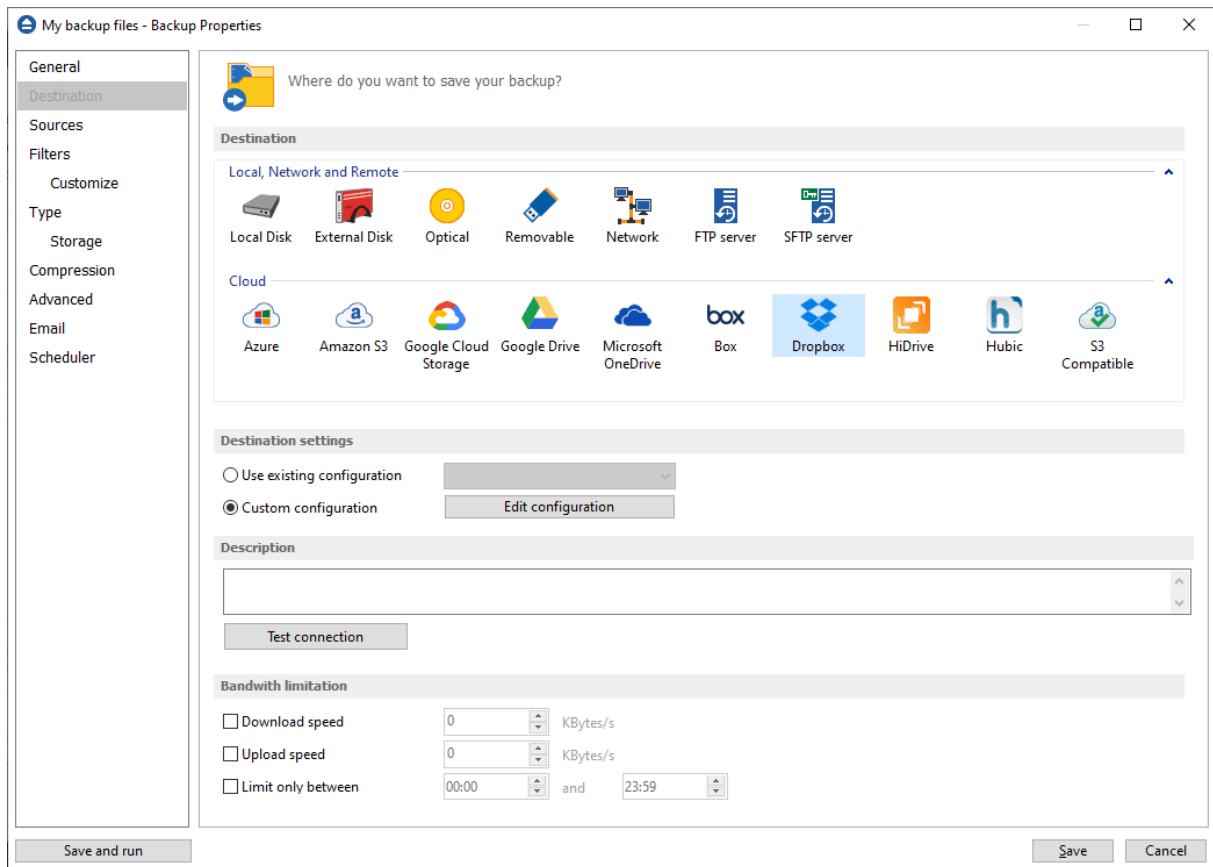 My backup files - Backup Properties
General
Destination
Sources
Filters
Customize
Type
Storage
Compression
Advanced
Email
Scheduler
Where do you want to save your backup?
Destination
Local, Network and Remote
Local Disk External Disk Optical Removable Network FTP server SFTP server
Cloud
box
Azure Amazon S3 Google Cloud Storage Google Drive Microsoft OneDrive Box Dropbox HiDrive Hubic S3 Compatible
Destination settings
Use existing configuration
Custom configuration Edit configuration
Description
Test connection
Bandwith limitation
Download speed 0 KBytes/s
Upload speed 0 KBytes/s
Limit only between 00:00 and 23:59
Save and run Save Cancel